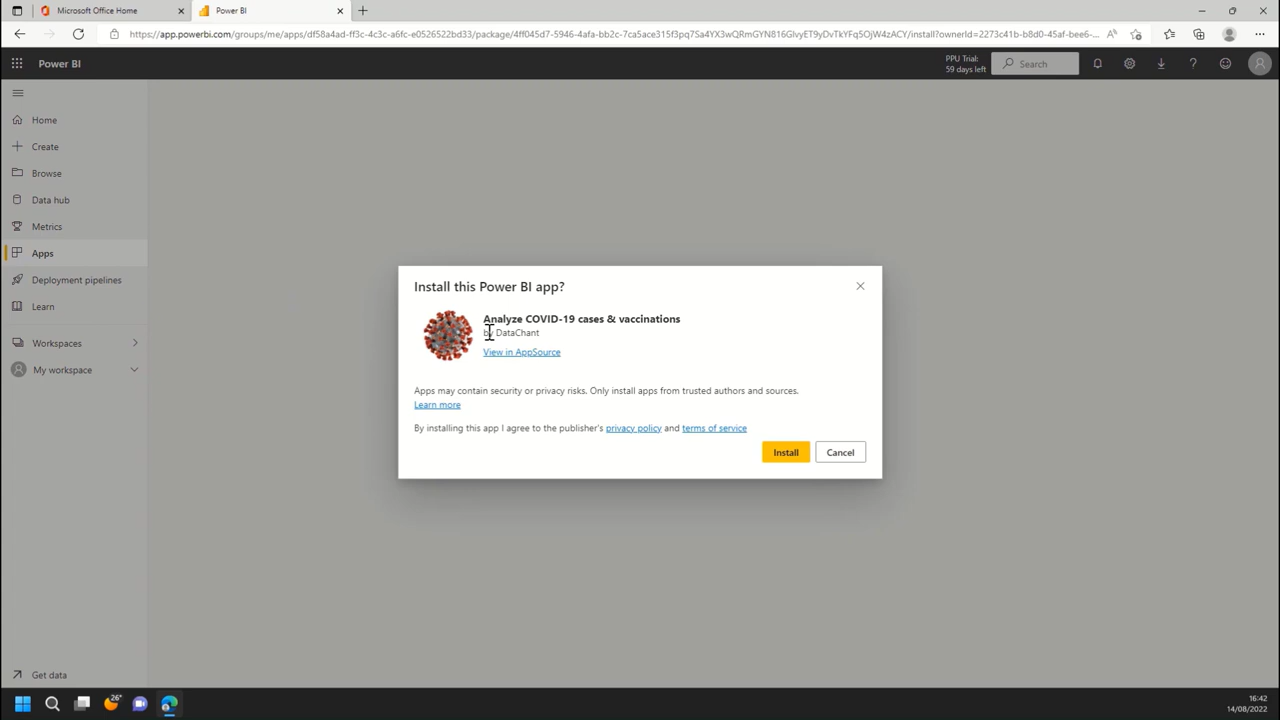 Microsoft Office Home
Power BI
https://app.powerbi.com/groups/me/apps/df58a4ad-ff3c-4c3c-a6fc-e0526522bd33/package/4ff045d7-5946-4afa-bb2c-7ca5ace315f3pq7Sa4YX3wQRmGYN816GlvyET9yDvTkYFq5OjW4zACY/install?ownerId=2273c41b-b8d0-45af-bee6-...
Power BI
PPU Trial:
59 days left
Search
Home
Create
Browse
Data hub
Metrics
Apps
Deployment pipelines
Learn
Workspaces
My workspace
Get data
Install this Power BI app?
Analyze COVID-19 cases & vaccinations
by DataChant
View in AppSource
Apps may contain security or privacy risks. Only install apps from trusted authors and sources.
Learn more
By installing this app I agree to the publisher's privacy policy and terms of service
Install
Cancel
26°
16:42
14/08/2022